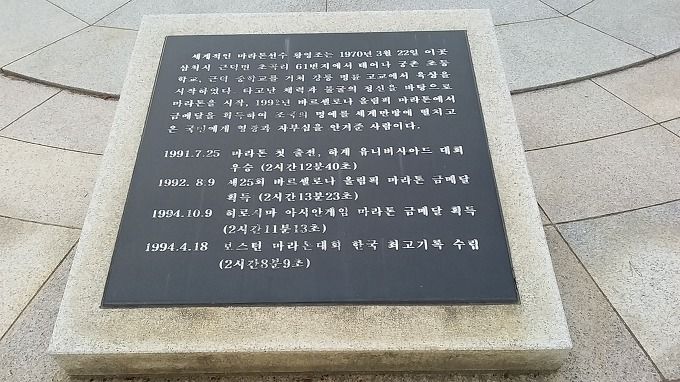 세계적인 마라톤선수 황영조는 1970년 3월 22일 이곳
삼척시 근덕면 초곡리 61번지에서 태어나 궁촌 초등
학교, 근덕 중학교를 거쳐 강릉 명륜 고교에서 육상을
시작하였다. 타고난 체력과 불굴의 정신을 바탕으로
마라톤을 시작, 1992년 바르셀로나 올림픽 마라톤에서
금메달을 획득하여 조국의 명예를 세계만방에 떨치고
온 국민에게 영광과 자부심을 안겨준 사람이다.
1991.7.25 마라톤 첫 출전, 하계 유니버시아드 대회
우승 (2시간12분40초)
1992. 8.9 제25회 바르셀로나 올림픽 마라톤 금메달
획득 (2시간13분23초)
1994.10.9 히로시마 아시안게임 마라톤 금메달 획득
(2시간11분13초)
1994.4.18 보스턴 마라톤대회 한국 최고기록 수립
(2시간8분9초)